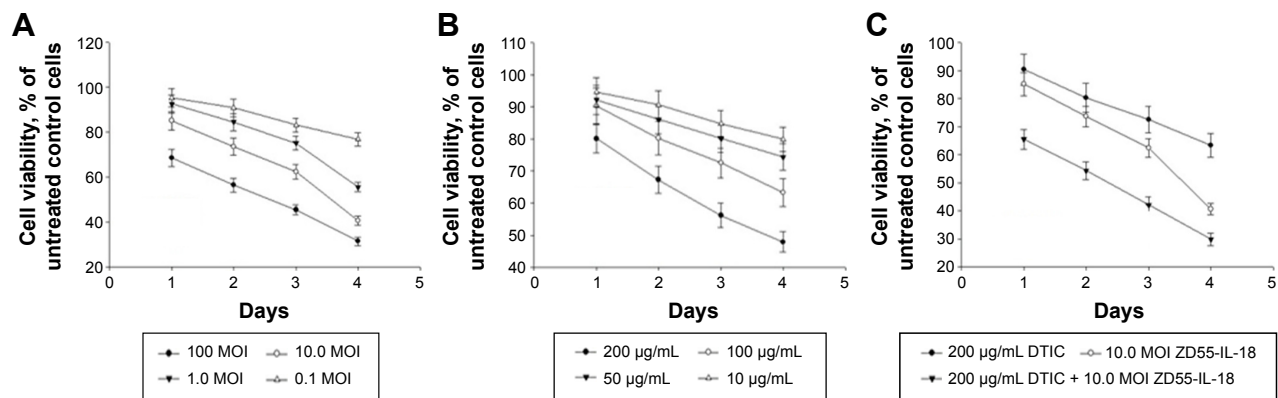 A
Cell viability, % of
untreated control cells
120
100
80
60
40
20
0 1 2 3 4 5
Days
100 MOI 10.0 MOI
1.0 MOI 0.1 MOI
B
Cell viability, % of
untreated control cells
110
100
90
80
70
60
50
40
0 1 2 3 4 5
Days
200 µg/mL 100 µg/mL
50 µg/mL 10 µg/mL
C
Cell viability, % of
untreated control cells
100
90
80
70
60
50
40
30
20
0 1 2 3 4 5
Days
200 µg/mL DTIC 10.0 MOI ZD55-IL-18
200 µg/mL DTIC + 10.0 MOI ZD55-IL-18